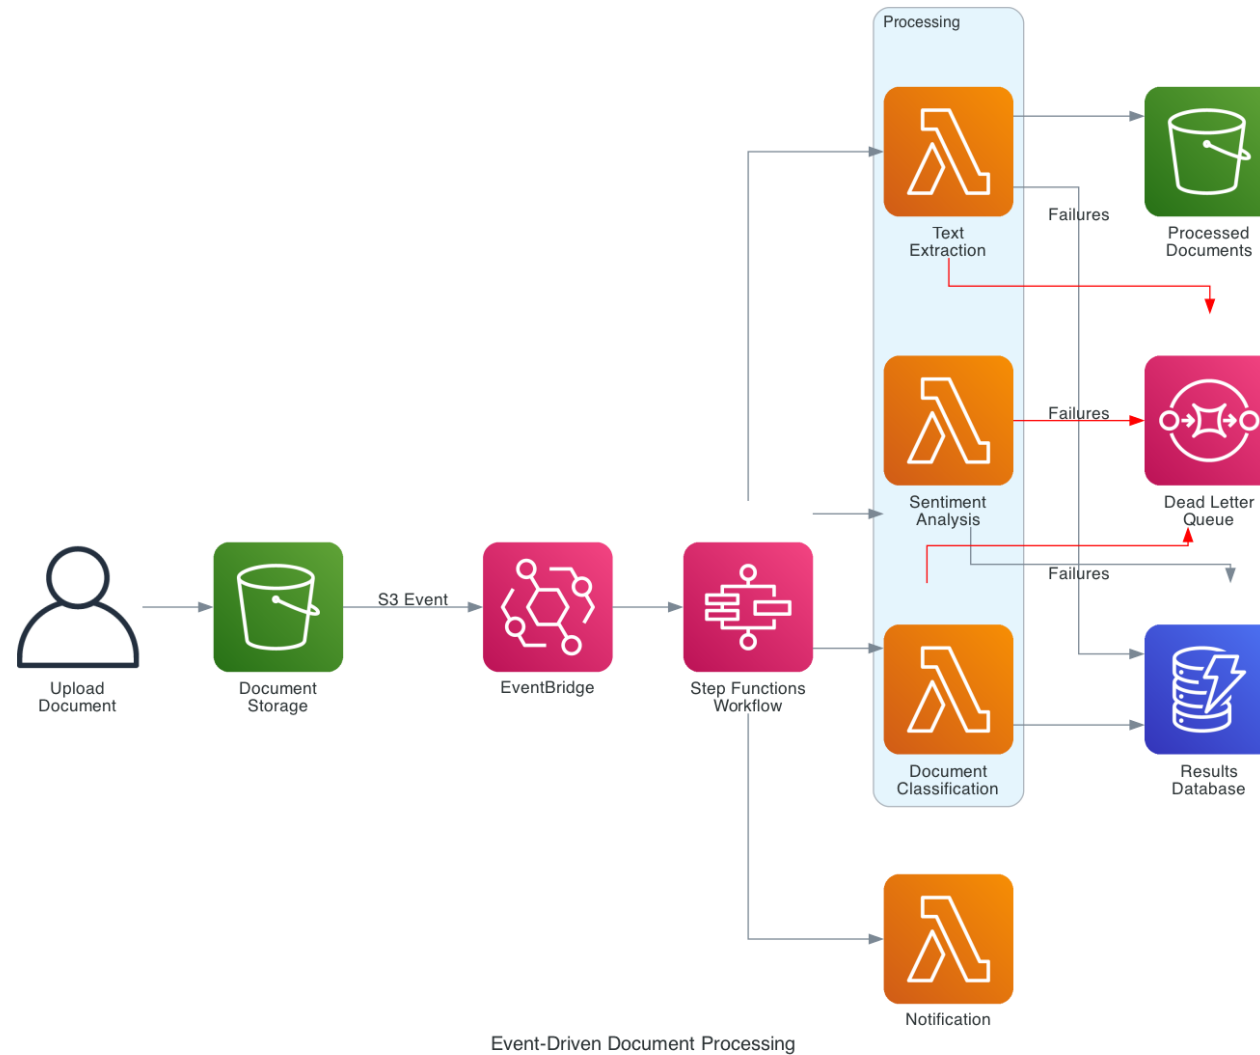 Processing
Text
Extraction
Failures
Processed
Documents
Sentiment
Analysis
Failures
Dead Letter
Queue
Failures
Upload
Document
Document
Storage
S3 Event
EventBridge
Step Functions
Workflow
Document
Classification
Results
Database
Notification
Event-Driven Document Processing